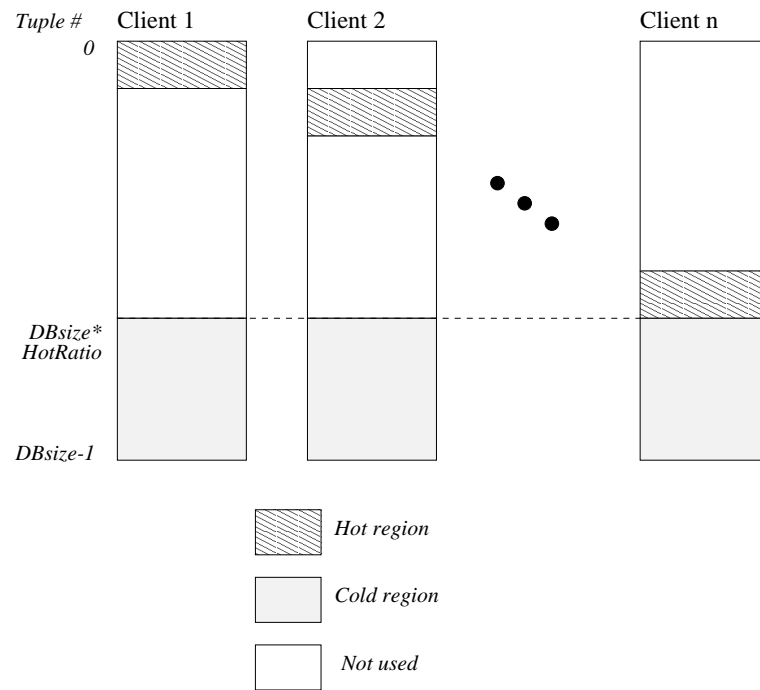 Tuple # Client 1 Client 2 Client n
0
DBsize*
HotRatio
DBsize-1
Hot region
Cold region
Not used